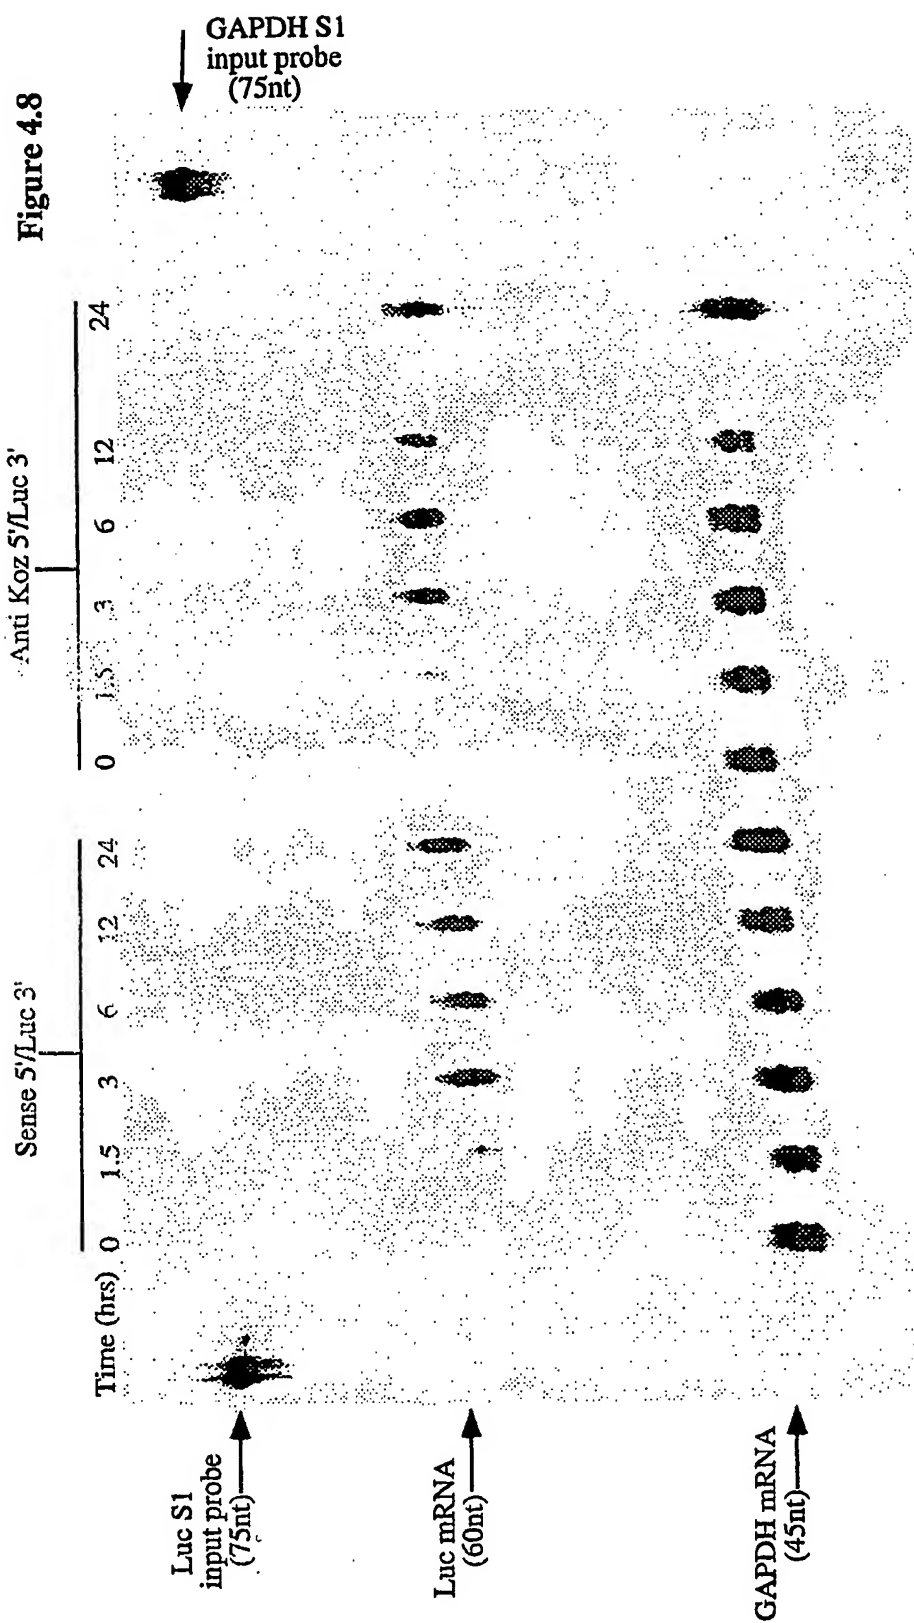 Figure 4.8
GAPDH S1
input probe
(75nt)
Sense 5'/Luc 3'
Anti Koz 5'/Luc 3'
Time (hrs)
0 1.5 3 6 12 24
0 1.5 3 6 12 24
Luc S1
input probe
(75nt)
Luc mRNA
(60nt)
GAPDH mRNA
(45nt)